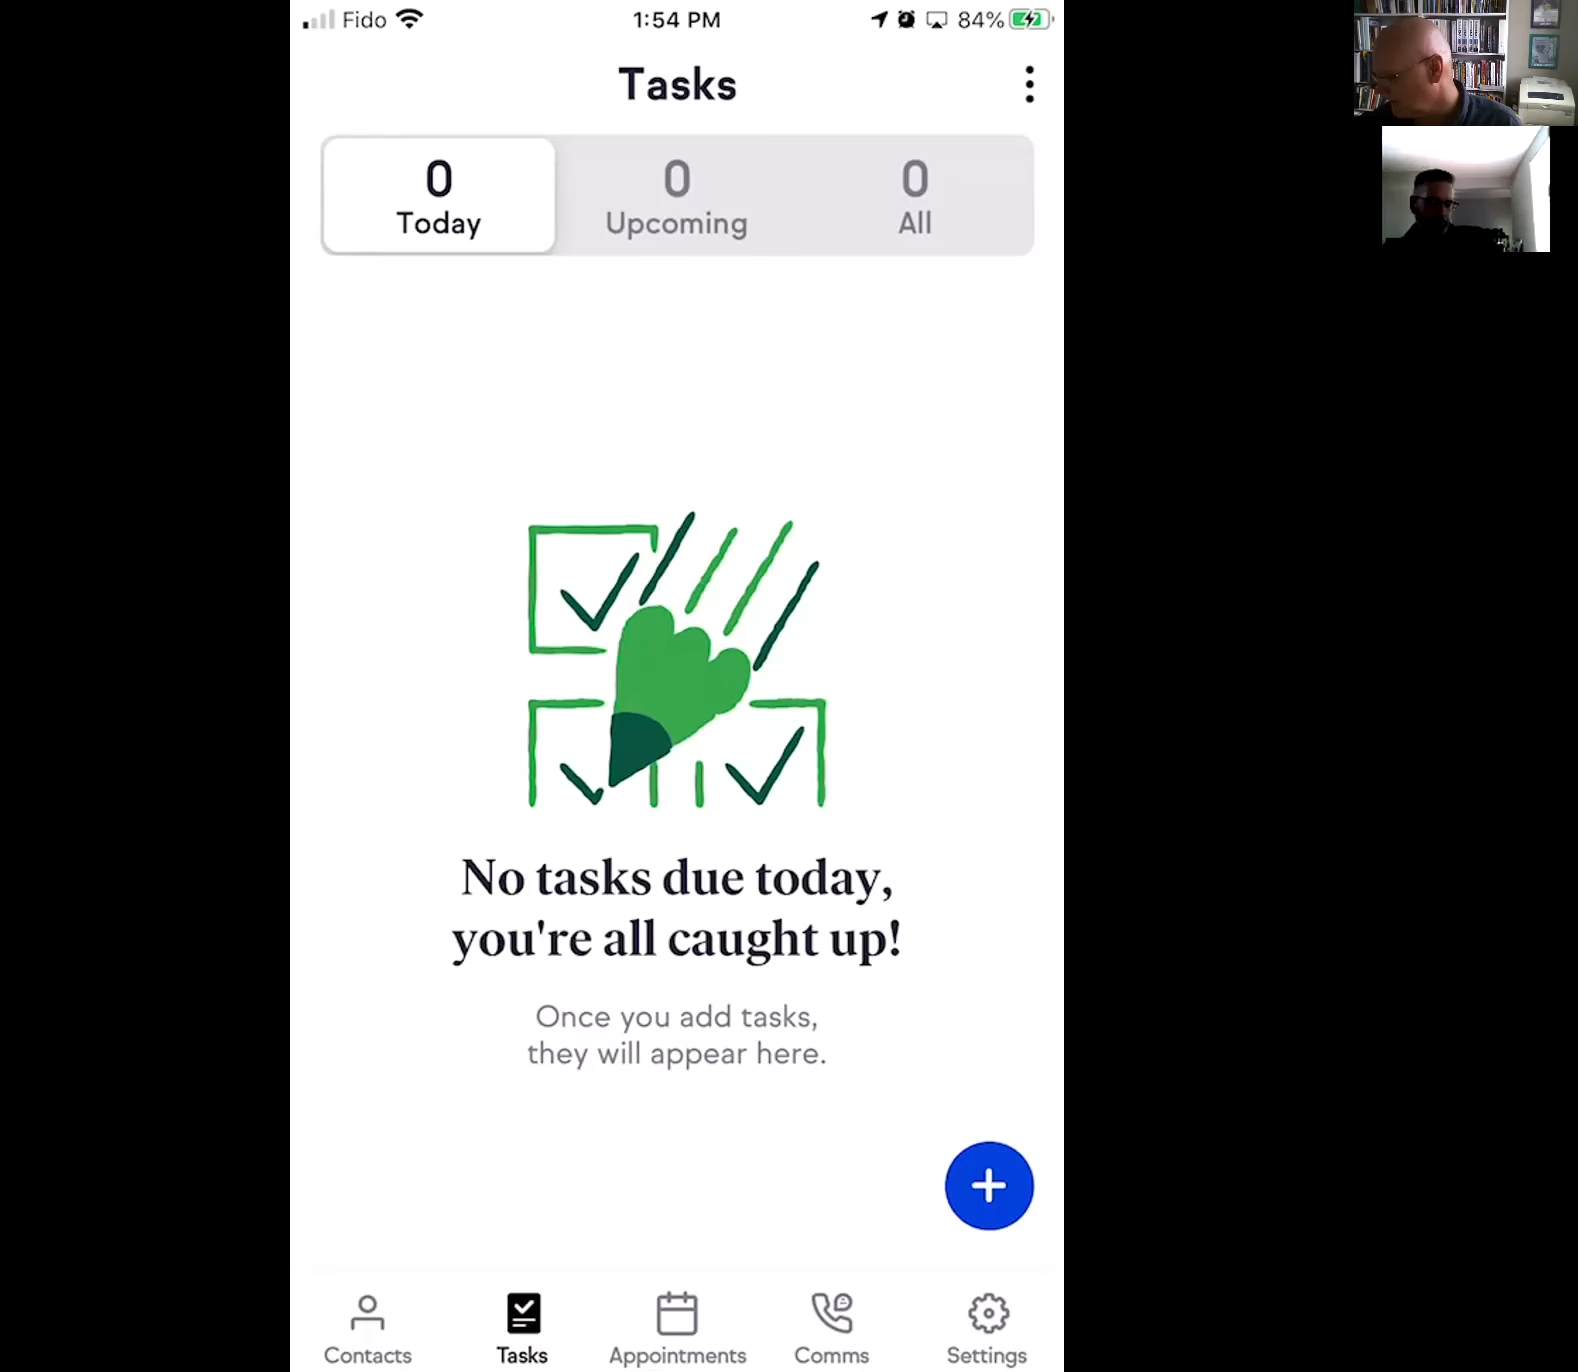 Fido 1:54 PM 84%
Tasks
0 0 0
Today Upcoming All
No tasks due today,
you're all caught up!
Once you add tasks,
they will appear here.
Contacts Tasks Appointments Comms Settings